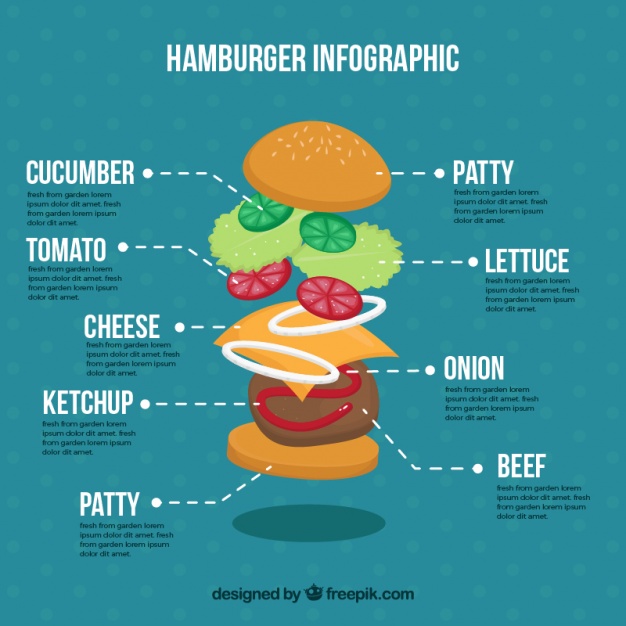 HAMBURGER INFOGRAPHIC
CUCUMBER
fresh from garden lorem
ipsum dolor dit amet. fresh
from garden lorem ipsum
dolor dit amet.
PATTY
fresh from garden lorem
ipsum dolor dit amet. fresh
from garden lorem ipsum
dolor dit amet.
TOMATO
fresh from garden lorem
ipsum dolor dit amet. fresh
from garden lorem ipsum
dolor dit amet.
LETTUCE
fresh from garden lorem
ipsum dolor dit amet. fresh
from garden lorem ipsum
dolor dit amet.
CHEESE
fresh from garden lorem
ipsum dolor dit amet. fresh
from garden lorem ipsum
dolor dit amet.
ONION
fresh from garden lorem
ipsum dolor dit amet. fresh
from garden lorem ipsum
dolor dit amet.
KETCHUP
fresh from garden lorem
ipsum dolor dit amet. fresh
from garden lorem ipsum
dolor dit amet.
BEEF
fresh from garden lorem
ipsum dolor dit amet. fresh
from garden lorem ipsum
dolor dit amet.
PATTY
fresh from garden lorem
ipsum dolor dit amet. fresh
from garden lorem ipsum
dolor dit amet.
designed by freepik.com